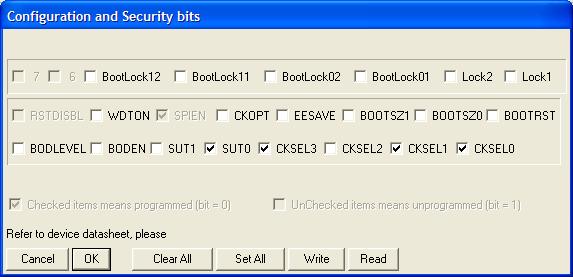 Configuration and Security bits
7 6 BootLock12 BootLock11 BootLock02 BootLock01 Lock2 Lock1
RSTDISBL WDTON SPIEN CKOPT EESAVE BOOTSZ1 BOOTSZ0 BOOTRST
BODLEVEL BODEN SUT1 SUT0 CKSEL3 CKSEL2 CKSEL1 CKSEL0
Checked items means programmed (bit = 0) UnChecked items means unprogrammed (bit = 1)
Refer to device datasheet, please
Cancel OK Clear All Set All Write Read